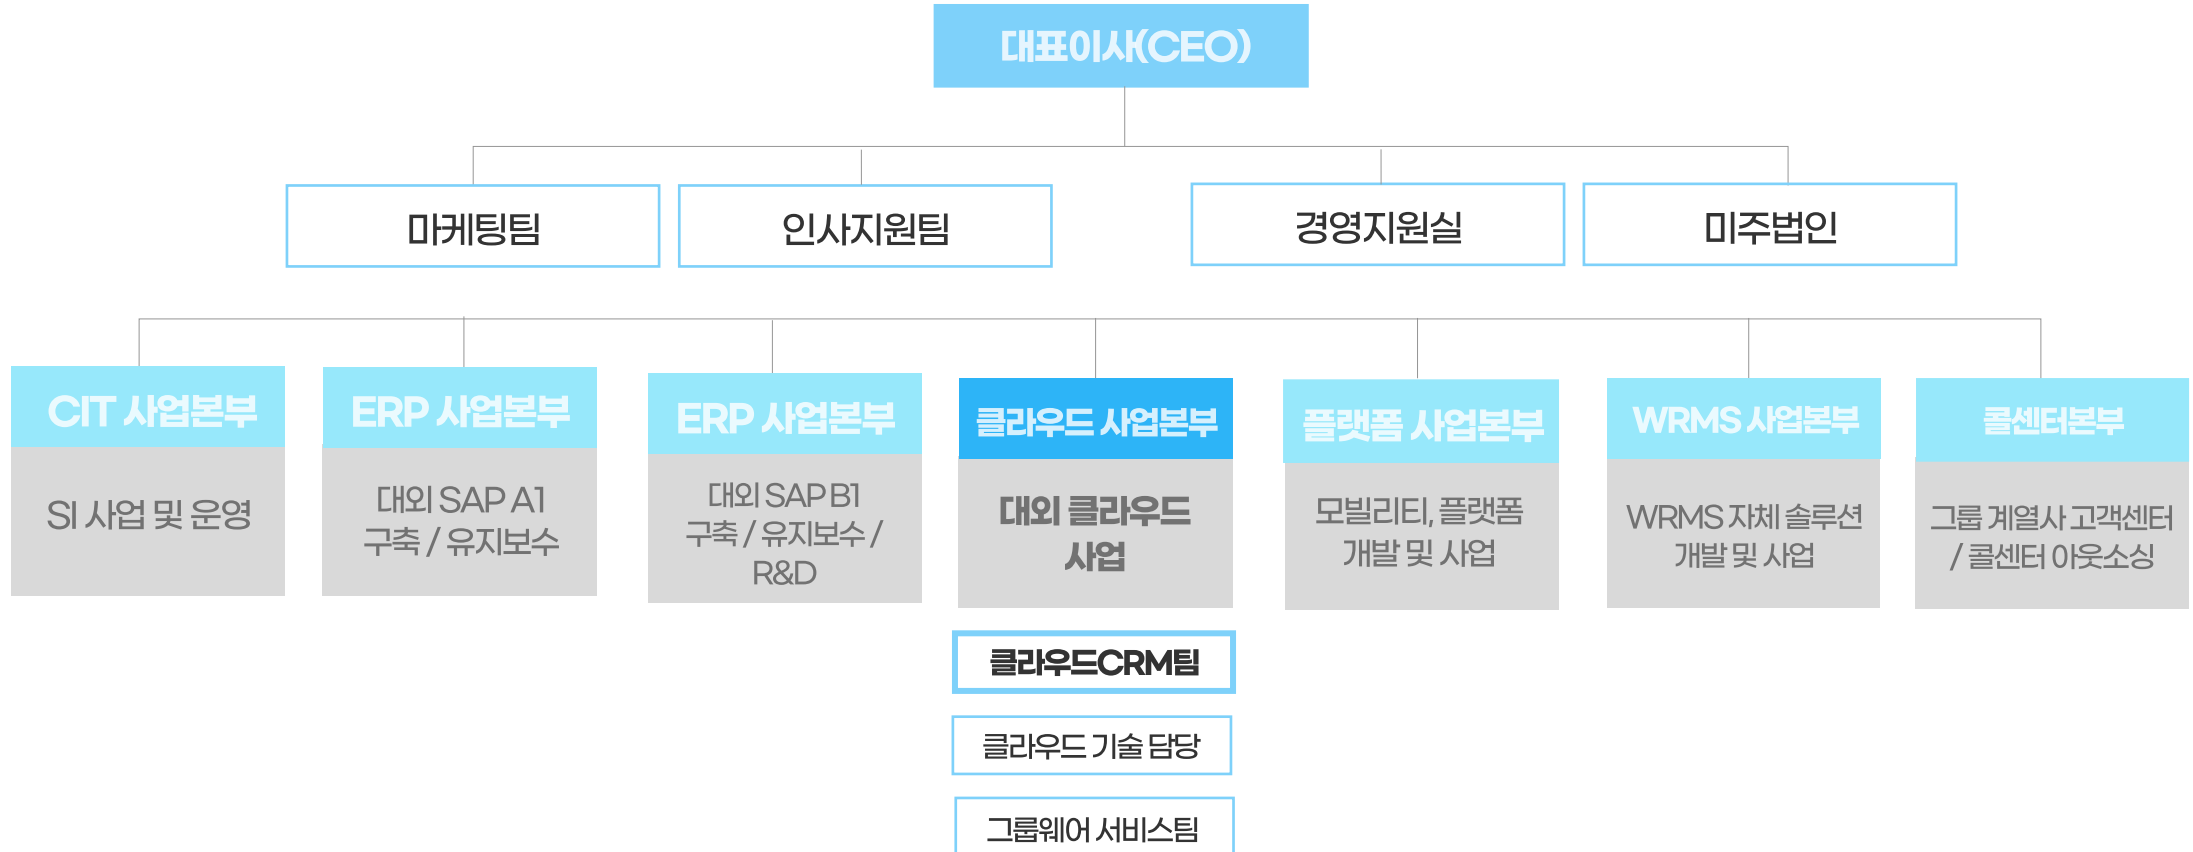 대표이사(CEO)
마케팅팀
인사지원팀
경영지원실
미주법인
CIT 사업본부
SI 사업 및 운영
ERP 사업본부
대외 SAP A1
구축 / 유지보수
ERP 사업본부
대외 SAP B1
구축 / 유지보수 /
R&D
클라우드 사업본부
대외 클라우드
사업
클라우드CRM팀
클라우드 기술 담당
그룹웨어 서비스팀
플랫폼 사업본부
모빌리티, 플랫폼
개발 및 사업
WRMS 사업본부
WRMS 자체 솔루션
개발 및 사업
콜센터본부
그룹 계열사 고객센터
/ 콜센터 아웃소싱